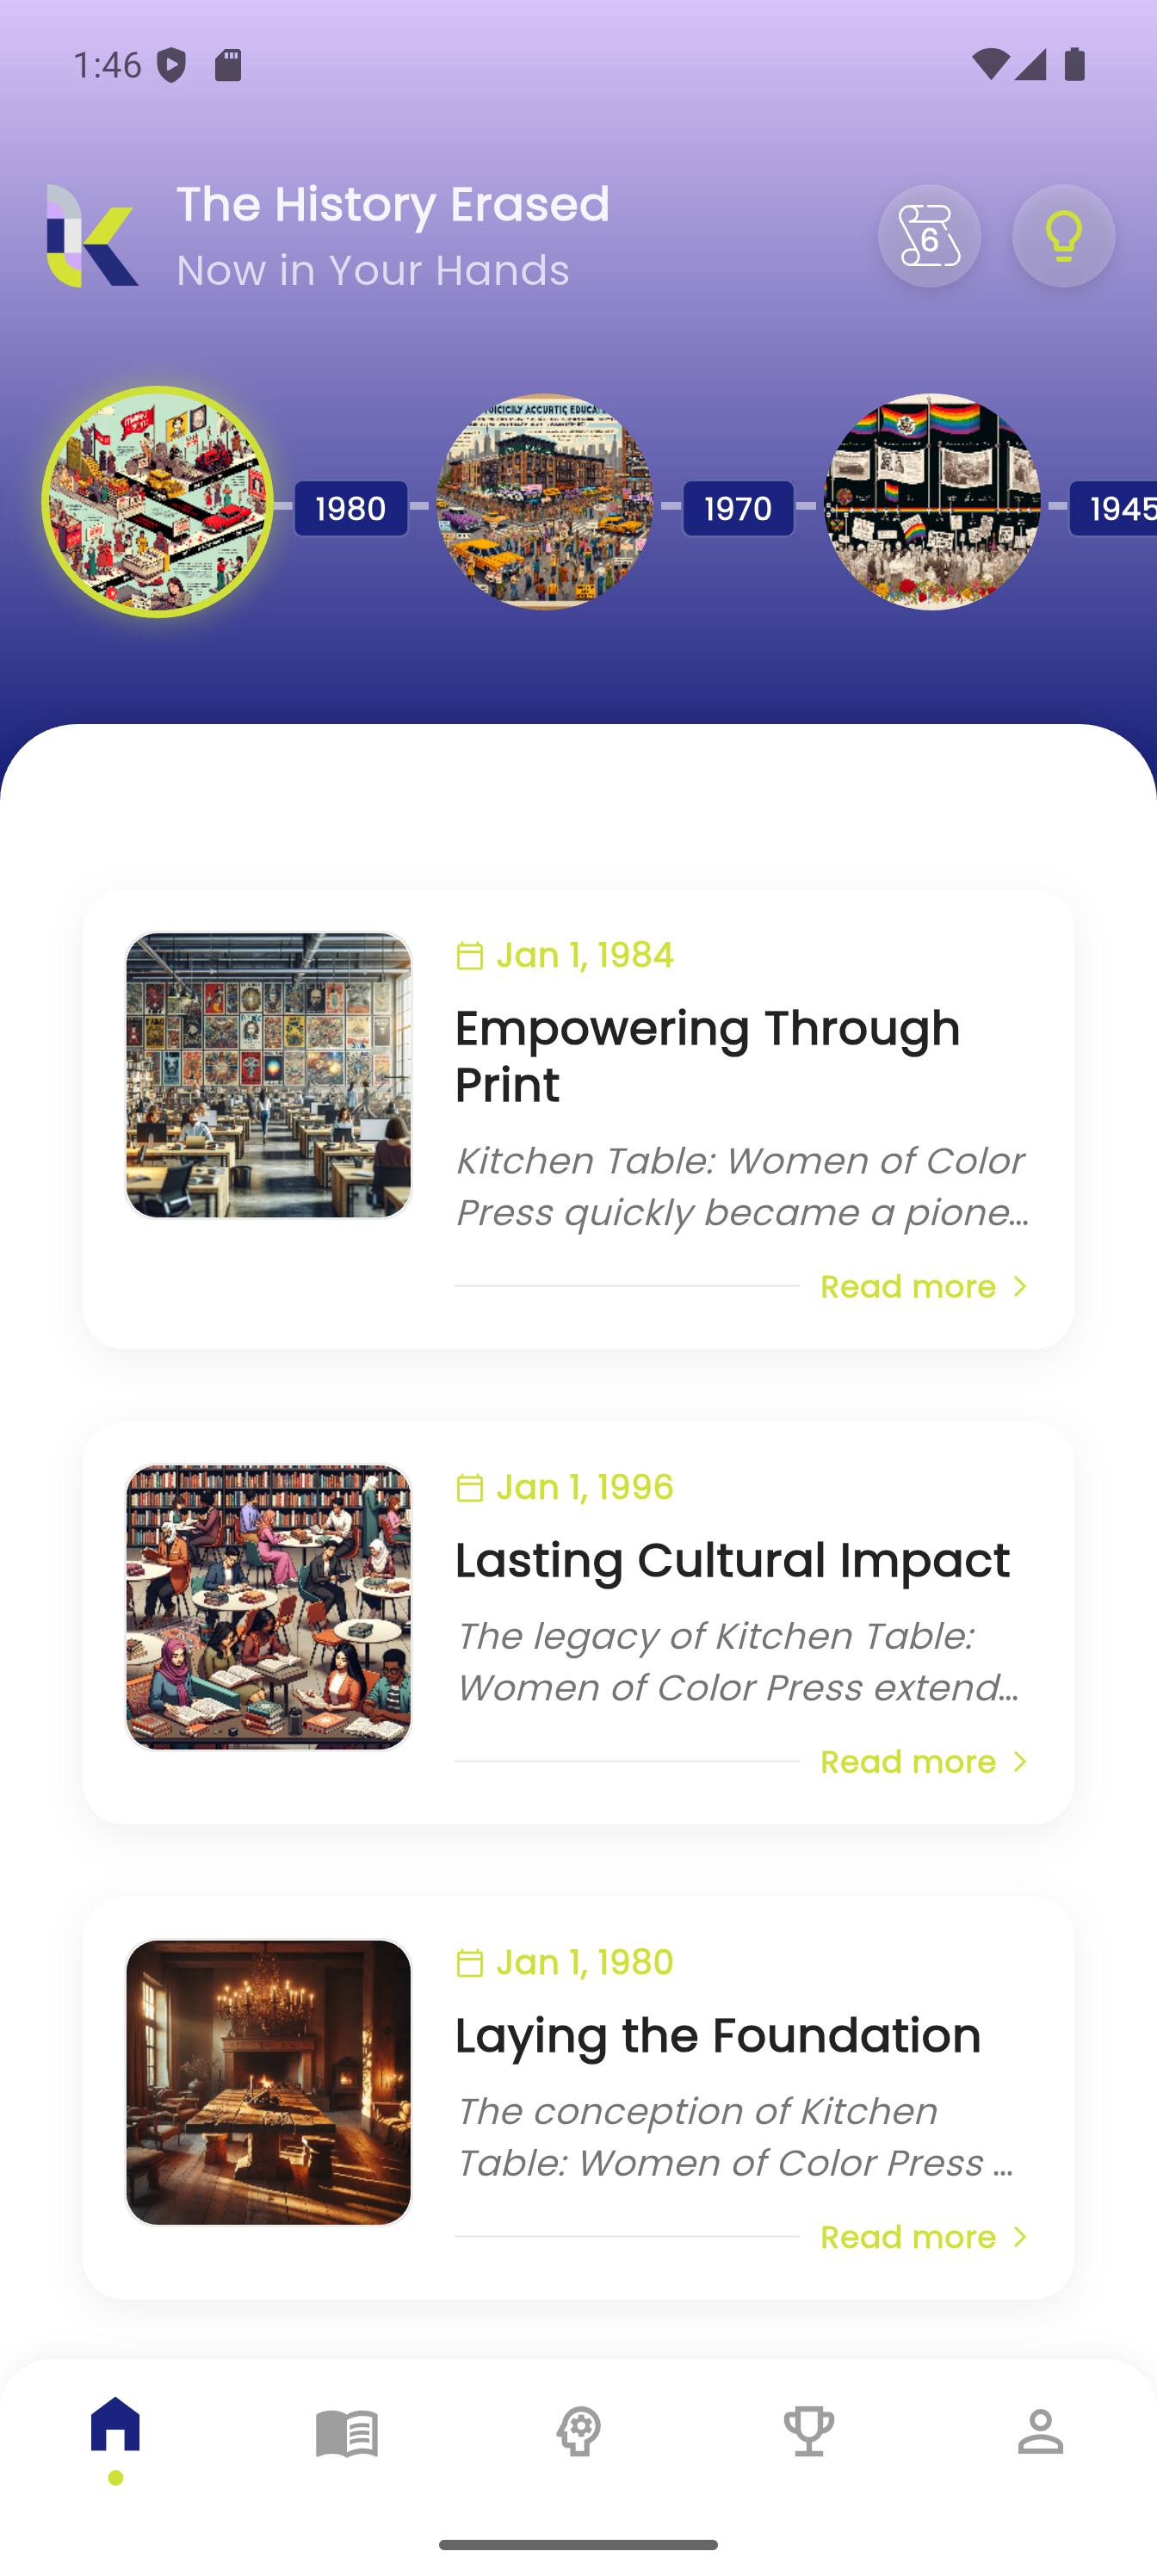 1:46
The History Erased
Now in Your Hands
6
1980
1970
1945
Jan 1, 1984
Empowering Through
Print
Kitchen Table: Women of Color
Press quickly became a pione...
Read more
Jan 1, 1996
Lasting Cultural Impact
The legacy of Kitchen Table:
Women of Color Press extend...
Read more
Jan 1, 1980
Laying the Foundation
The conception of Kitchen
Table: Women of Color Press ...
Read more